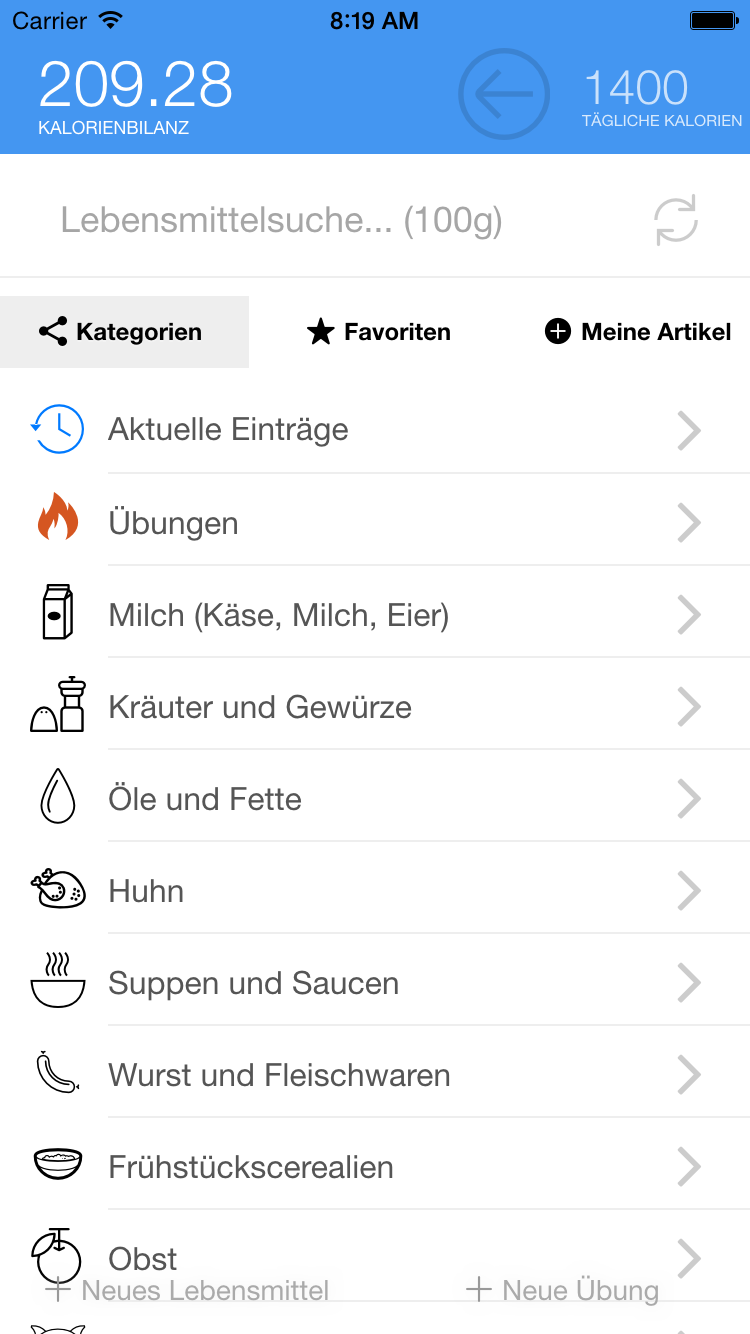 Carrier 8:19 AM
209.28 1400
KALORIENBILANZ TÄGLICHE KALORIEN
Lebensmittelsuche... (100g)
Kategorien Favoriten Meine Artikel
Aktuelle Einträge
Übungen
Milch (Käse, Milch, Eier)
Kräuter und Gewürze
Öle und Fette
Huhn
Suppen und Saucen
Wurst und Fleischwaren
Frühstückscerealien
Obst
Neues Lebensmittel Neue Übung